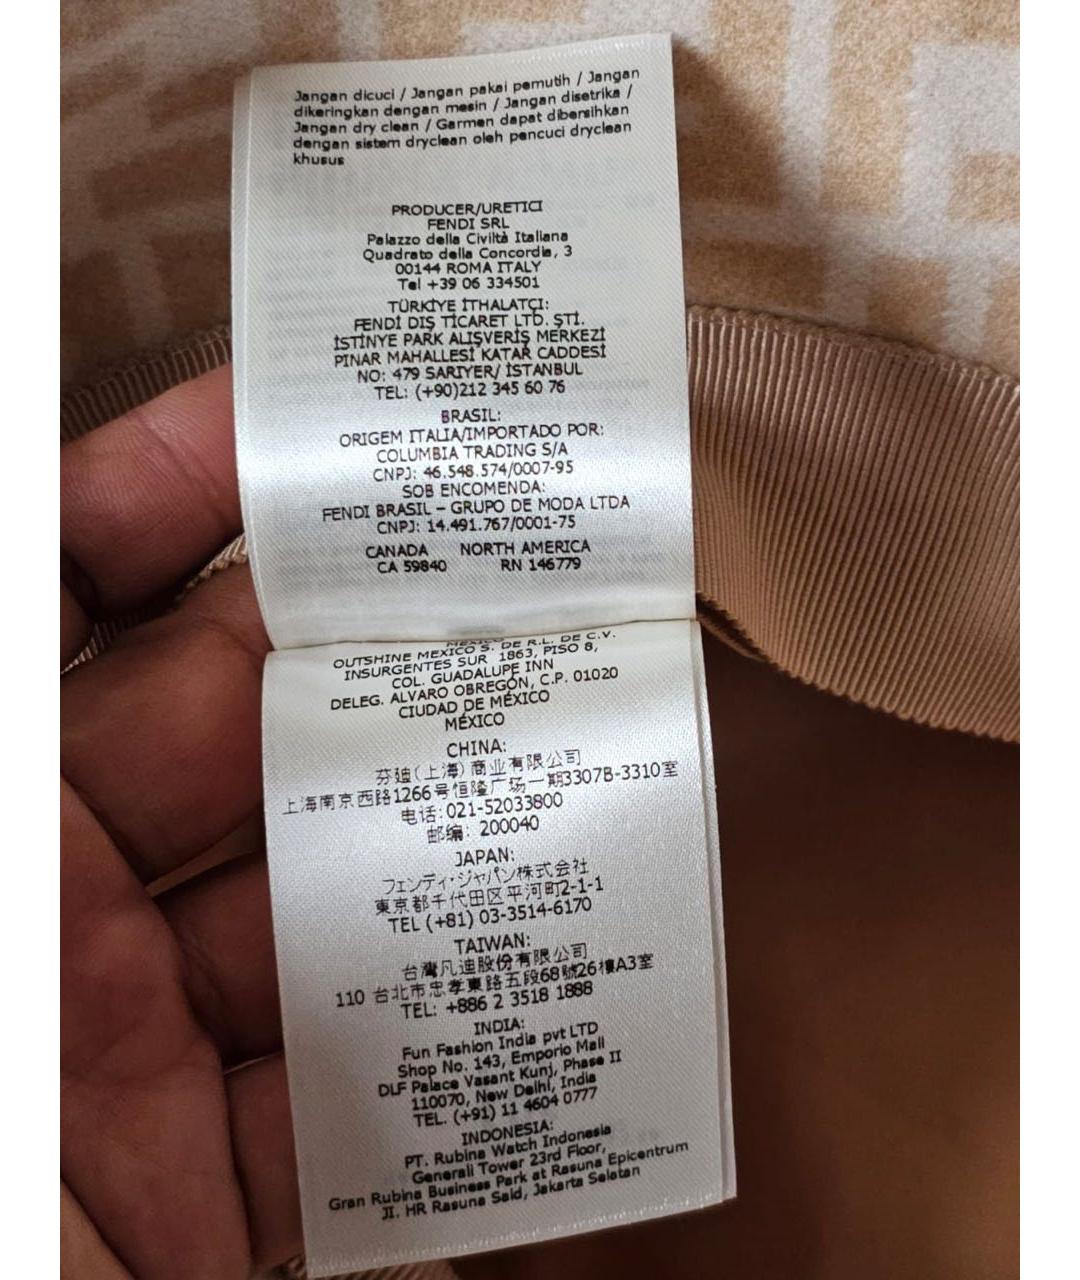 Jangan dicuci / Jangan pakai pemutih / Jangan
dikeringkan dengan mesin / Jangan disetrika /
Jangan dry clean / Garmen dapat dibersihkan
dengan sistem dryclean oleh pencuci dryclean
khusus
PRODUCER/URETICI
FENDI SRL
Palazzo della Civiltà Italiana
Quadrato della Concordia, 3
00144 ROMA ITALY
Tel +39 06 334501
TÜRKİYE İTHALATÇI:
FENDİ DIŞ TİCARET LTD. ŞTİ.
İSTİNYE PARK ALIŞVERİŞ MERKEZİ
PINAR MAHALLESİ KATAR CADDESİ
NO: 479 SARIYER/ İSTANBUL
TEL: (+90)212 345 60 76
BRASIL:
ORIGEM ITALIA/IMPORTADO POR:
COLUMBIA TRADING S/A
CNPJ: 46.548.574/0007-95
SOB ENCOMENDA:
FENDI BRASIL – GRUPO DE MODA LTDA
CNPJ: 14.491.767/0001-75
CANADA NORTH AMERICA
CA 59840 RN 146779
MEXICO
OUTSHINE MEXICO S. DE R.L. DE C.V.
INSURGENTES SUR 1863, PISO 8,
COL. GUADALUPE INN
DELEG. ALVARO OBREGÓN, C.P. 01020
CIUDAD DE MÉXICO
MÉXICO
CHINA:
芬迪(上海)商业有限公司
上海南京西路1266号恒隆广场一期3307B-3310室
电话:021-52033800
邮编: 200040
JAPAN:
フェンディ・ジャパン株式会社
東京都千代田区平河町2-1-1
TEL (+81) 03-3514-6170
TAIWAN:
台灣凡迪股份有限公司
110 台北市忠孝東路五段68號26樓A3室
TEL: +886 2 3518 1888
INDIA:
Fun Fashion India pvt LTD
Shop No. 143, Emporio Mall
DLF Palace Vasant Kunj, Phase II
110070, New Delhi, India
TEL. (+91) 11 4604 0777
INDONESIA:
PT. Rubina Watch Indonesia
Generali Tower 23rd Floor,
Gran Rubina Business Park at Rasuna Epicentrum
JI. HR Rasuna Said, Jakarta Selatan